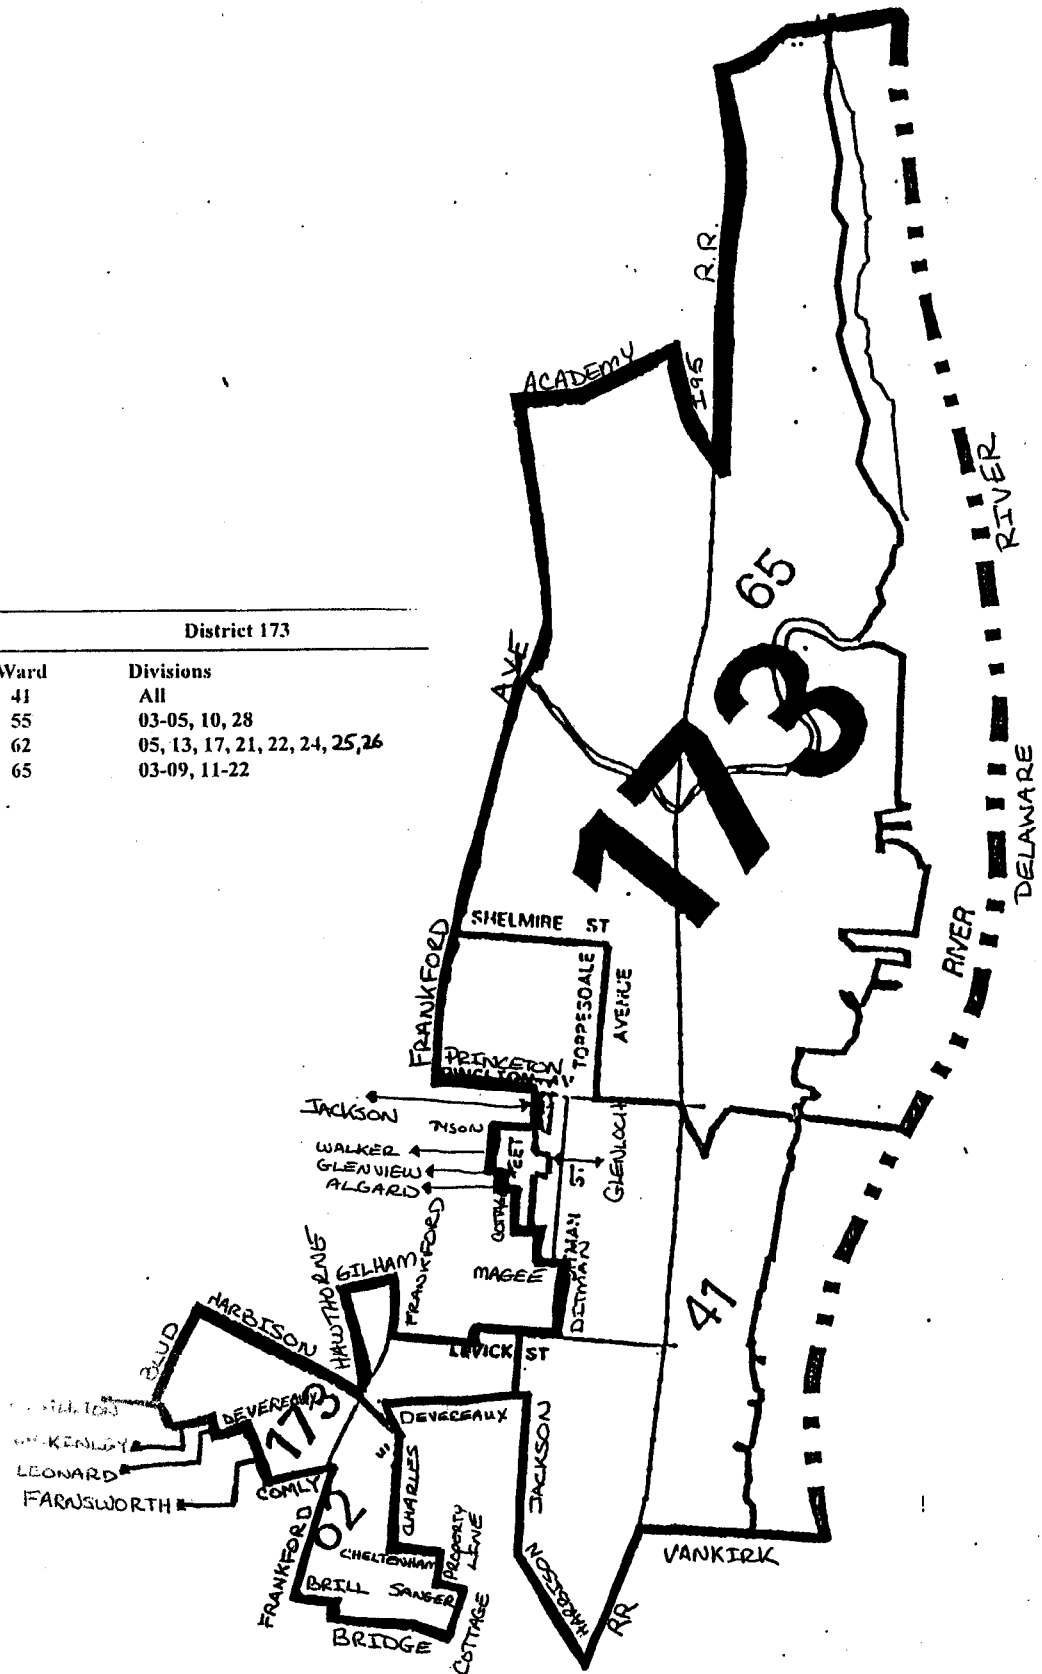 District 173
Ward Divisions
41 All
55 03-05, 10, 28
62 05, 13, 17, 21, 22, 24, 25,26
65 03-09, 11-22
R.R.
ACADEMY
I95
RIVER
65
AVE
173
DELAWARE
SHELMIRE ST
FRANKFORD
RIVER
TORRESDALE
AVENUE
PRINCETON
JACKSON
TYSON
WALKER
GLENVIEW
ALGARD
COTTAGE
ST
GLENLOCH
FRANKFORD
HAWTHORNE
GILHAM
MAGEE
DITMAN
41
HARBISON
BLVD
LEVICK ST
DEVEREAUX
173
DEVEREAUX
LEONARD
FARNSWORTH
COMLY
CHARLES
JACKSON
62
FRANKFORD
CHELTENHAM
PROPERTY
LINE
HARBISON
RR
VANKIRK
BRILL
SANGER
COTTAGE
BRIDGE